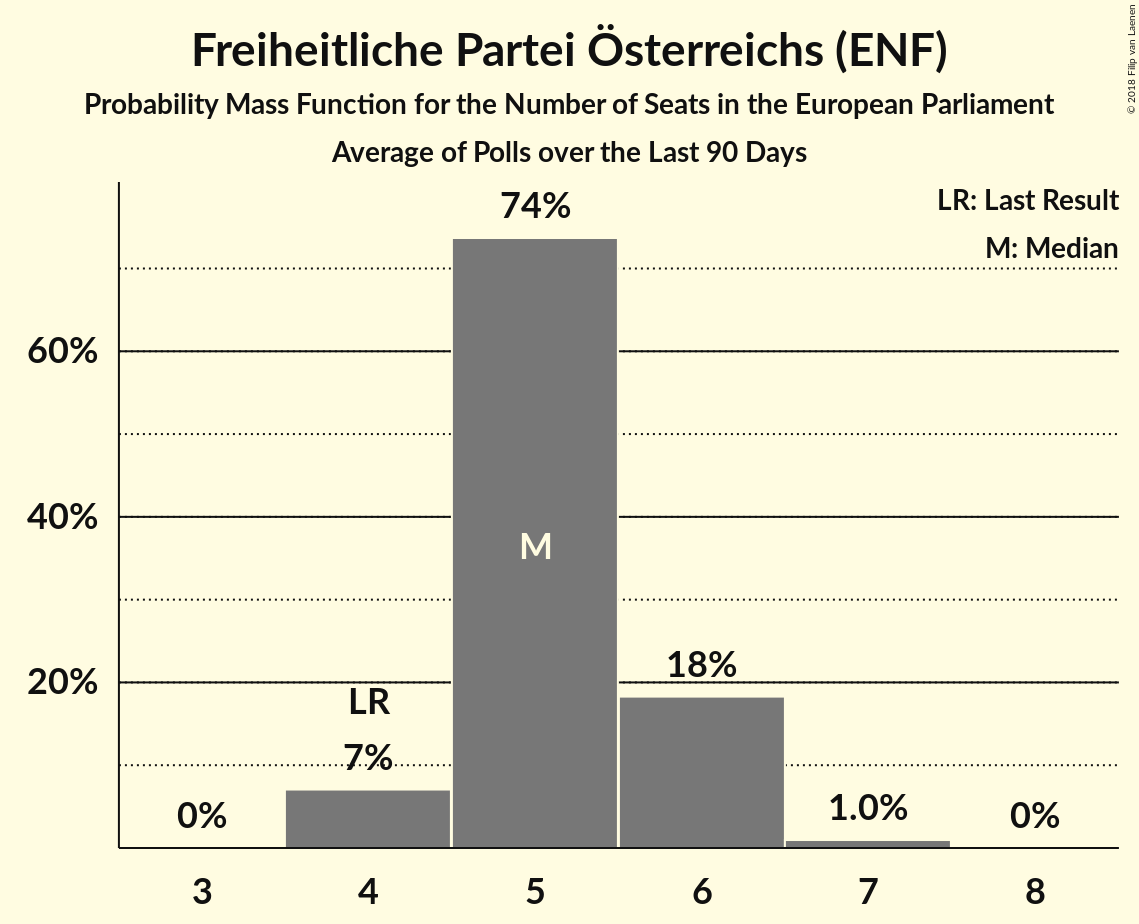 Freiheitliche Partei Österreichs (ENF)
Probability Mass Function for the Number of Seats in the European Parliament
Average of Polls over the Last 90 Days
© 2018 Filip van Laenen
LR: Last Result
M: Median
74%
60%
40%
M
20%
18%
LR
7%
0%
1.0%
0%
3 4 5 6 7 8